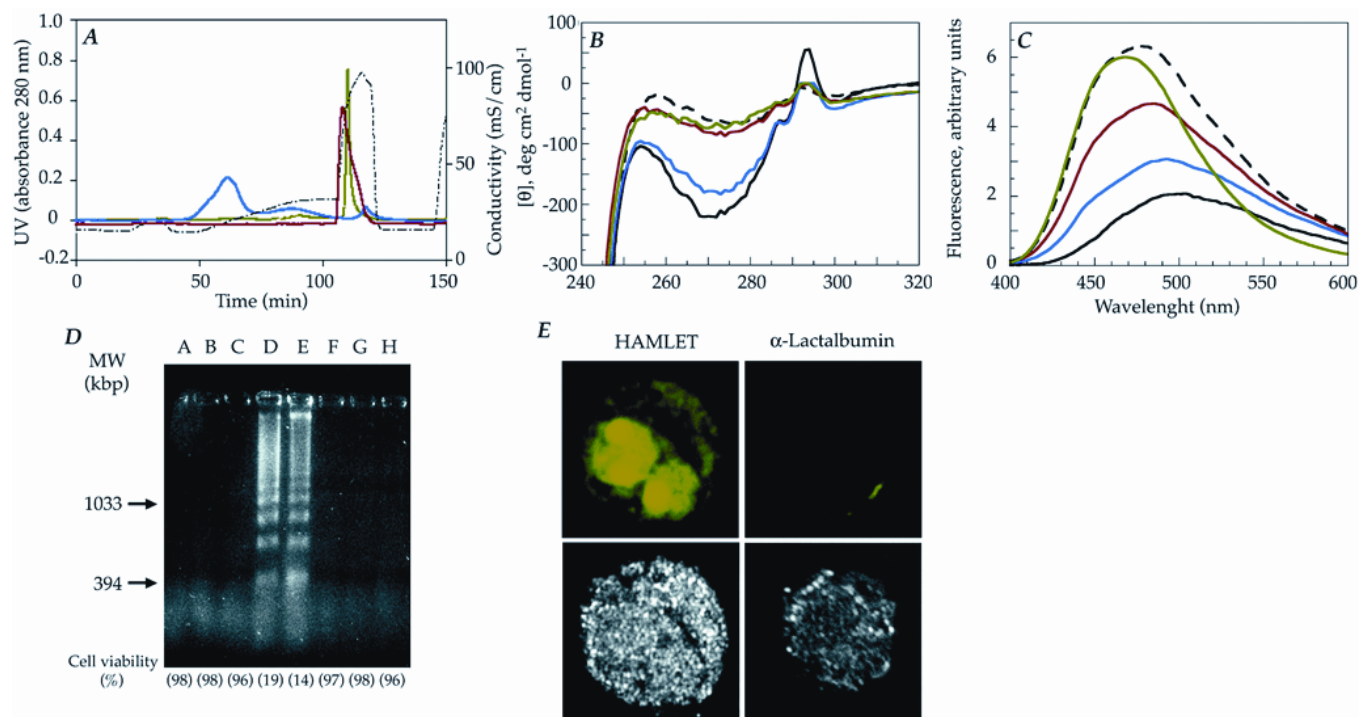 A
UV (absorbance 280 nm)
1.0
0.8
0.6
0.4
0.2
0
-0.2
0
50
100
150
Time (min)
100
50
0
Conductivity (mS/cm)
B
[θ], deg cm² dmol⁻¹
100
0
-100
-200
-300
240
260
280
300
320
C
Fluorescence, arbitrary units
6
4
2
0
400
450
500
550
600
Wavelenght (nm)
D
MW
(kbp)
A B C D E F G H
1033
394
Cell viability
(%)
(98) (98) (96) (19) (14) (97) (98) (96)
E
HAMLET
α-Lactalbumin